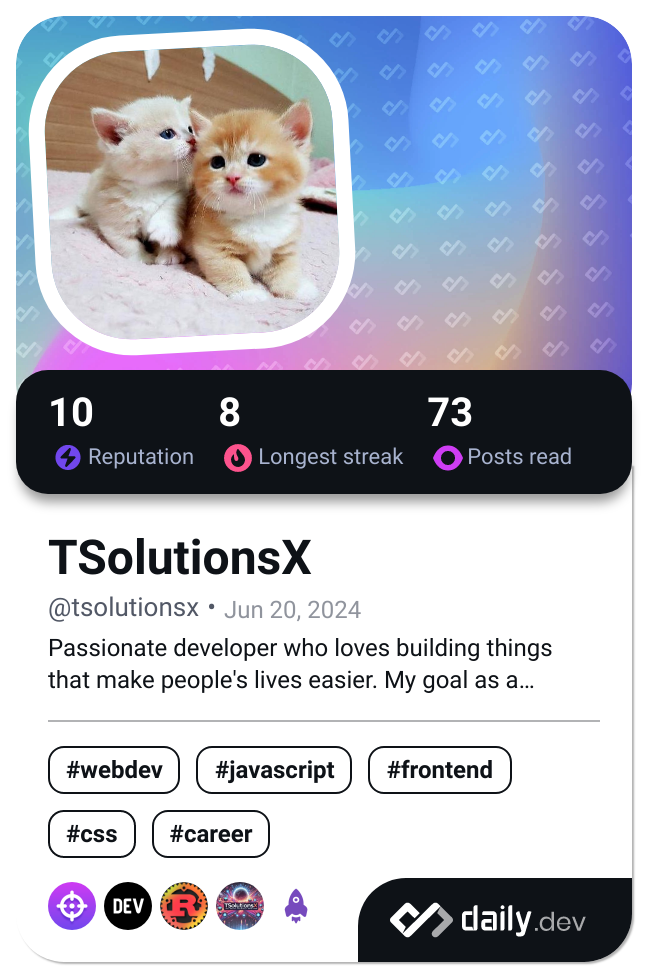 10 8 73
Reputation Longest streak Posts read
TSolutionsX
@tsolutionsx • Jun 20, 2024
Passionate developer who loves building things
that make people's lives easier. My goal as a…
#webdev #javascript #frontend
#css #career
DEV R TSolutionsX
daily.dev